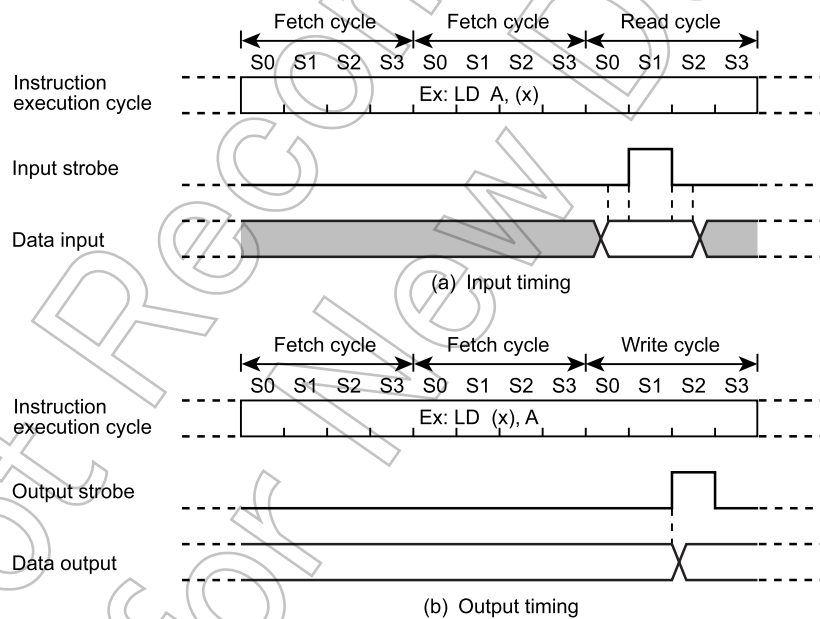 Fetch cycle Fetch cycle Read cycle
S0 S1 S2 S3 S0 S1 S2 S3 S0 S1 S2 S3
Instruction
execution cycle
Ex: LD A, (x)
Input strobe
Data input
(a) Input timing
Fetch cycle Fetch cycle Write cycle
S0 S1 S2 S3 S0 S1 S2 S3 S0 S1 S2 S3
Instruction
execution cycle
Ex: LD (x), A
Output strobe
Data output
(b) Output timing
for New